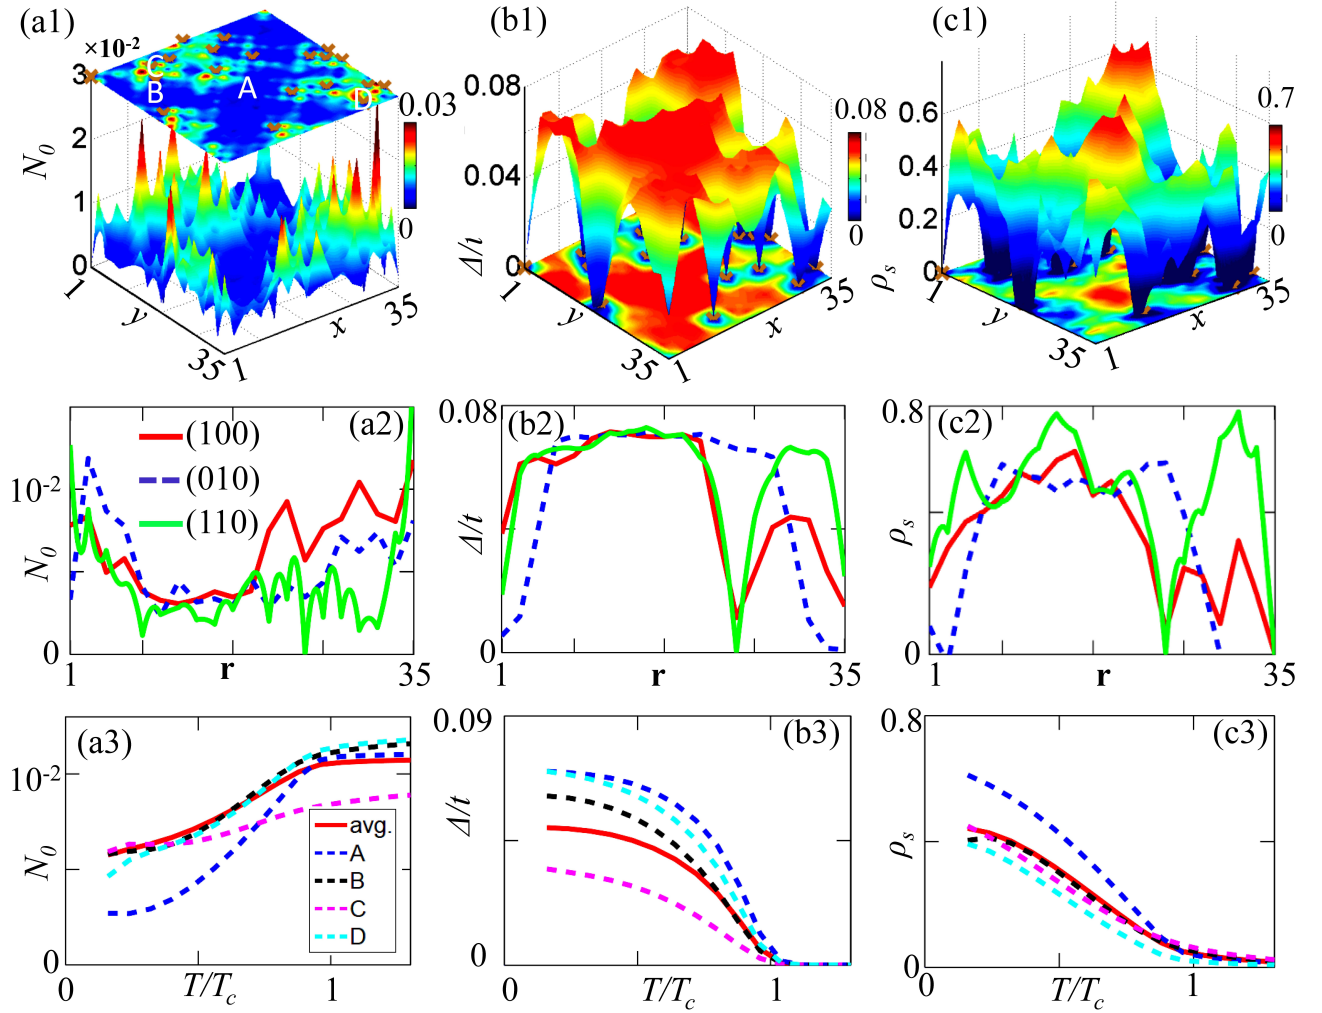 (a1)
×10⁻²
3
2
1
0
N₀
C
B
A
D
0.03
0
1
y
35
1
x
35
(b1)
0.08
0.04
0
Δ/t
0.08
0
1
y
35
1
x
35
(c1)
0.6
0.4
0.2
0
ρₛ
0.7
0
1
y
35
1
x
35
(a2)
(100)
(010)
(110)
10⁻²
N₀
0
1
r
35
0.08
(b2)
Δ/t
0
1
r
35
0.8
(c2)
ρₛ
0
1
r
35
(a3)
10⁻²
N₀
avg.
A
B
C
D
0
0
T/T_c
1
0.09
(b3)
Δ/t
0
0
T/T_c
1
0.8
(c3)
ρₛ
0
0
T/T_c
1